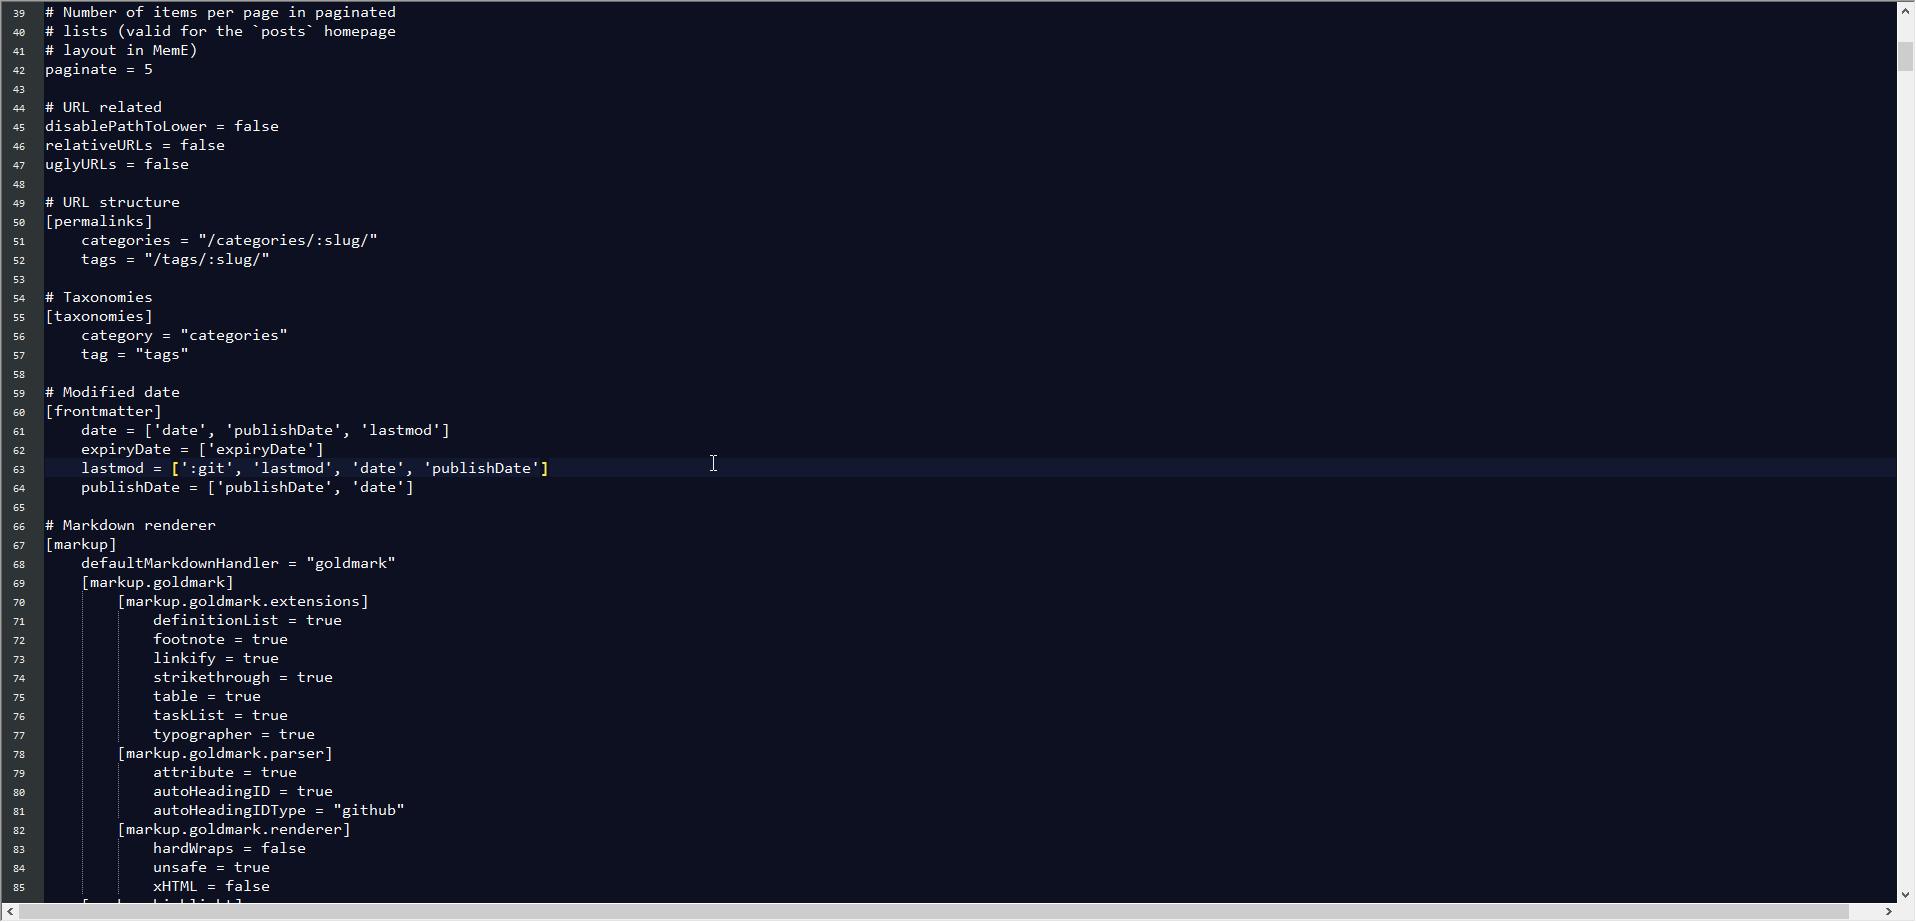 39 # Number of items per page in paginated
40 # lists (valid for the `posts` homepage
41 # layout in MemE)
42 paginate = 5
43
44 # URL related
45 disablePathToLower = false
46 relativeURLs = false
47 uglyURLs = false
48
49 # URL structure
50 [permalinks]
51     categories = "/categories/:slug/"
52     tags = "/tags/:slug/"
53
54 # Taxonomies
55 [taxonomies]
56     category = "categories"
57     tag = "tags"
58
59 # Modified date
60 [frontmatter]
61     date = ['date', 'publishDate', 'lastmod']
62     expiryDate = ['expiryDate']
63     lastmod = [':git', 'lastmod', 'date', 'publishDate']
64     publishDate = ['publishDate', 'date']
65
66 # Markdown renderer
67 [markup]
68     defaultMarkdownHandler = "goldmark"
69     [markup.goldmark]
70         [markup.goldmark.extensions]
71             definitionList = true
72             footnote = true
73             linkify = true
74             strikethrough = true
75             table = true
76             taskList = true
77             typographer = true
78         [markup.goldmark.parser]
79             attribute = true
80             autoHeadingID = true
81             autoHeadingIDType = "github"
82         [markup.goldmark.renderer]
83             hardWraps = false
84             unsafe = true
85             xHTML = false